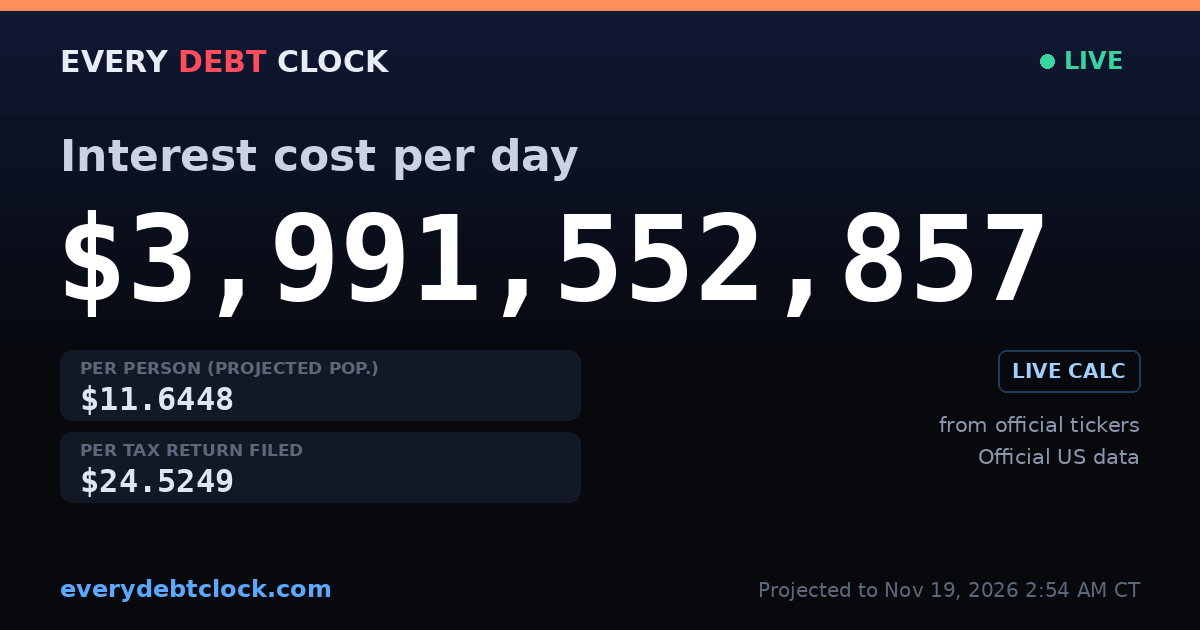 EVERY DEBT CLOCK
LIVE
Interest cost per day
$3,991,552,857
PER PERSON (PROJECTED POP.)
$11.6448
PER TAX RETURN FILED
$24.5249
LIVE CALC
from official tickers
Official US data
everydebtclock.com
Projected to Nov 19, 2026 2:54 AM CT